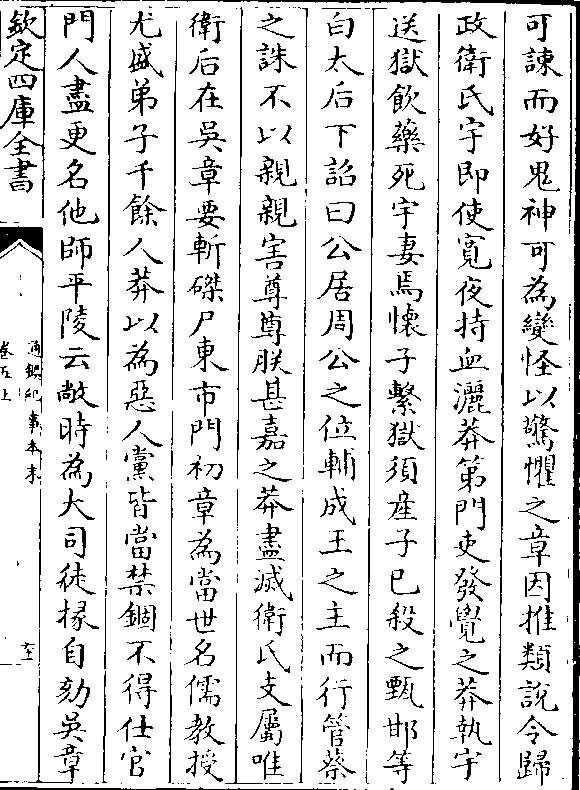 可諫而好鬼神可為變怪以驚懼之章因推類說令歸
政衛氏宇即使寛夜持血灑莽第門吏發覺之莽執宇
送獄飲藥死宇妻焉懷子繫獄須產子已殺之甄邯等
白太后下詔曰公居周公之位輔成王之主而行管蔡
之誅不以親親害尊尊朕甚嘉之莽盡滅衛氏支屬唯
衛后在吳章要斬磔尸東市門初章為當世名儒教授
尤盛弟子千餘人莽以為惡人黨皆當禁錮不得仕宦
門人盡更名他師平陵云敞時為大司徒掾自劾吳章
欽定四庫全書
通鑑紀事本末
卷五上